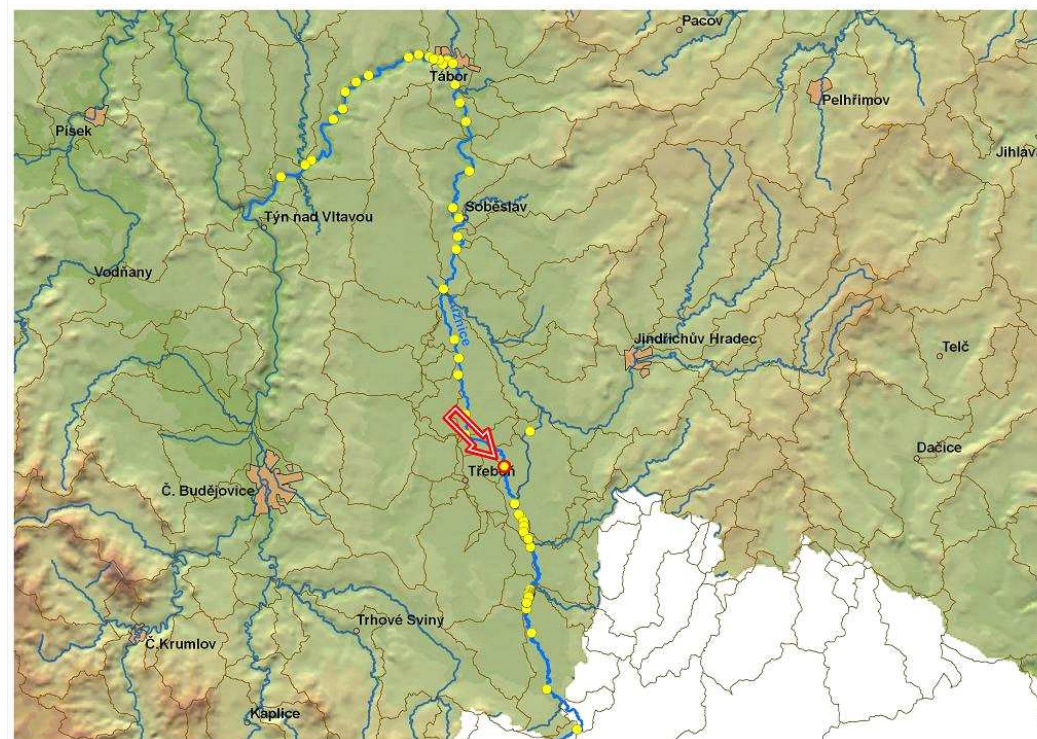 Pacov
Tábor
Pelhřimov
Písek
Jihlava
Soběslav
Týn nad Vltavou
Vodňany
Jindřichův Hradec
Telč
Dačice
Třeboň
Č. Budějovice
Trhové Sviny
Č.Krumlov
Kaplice